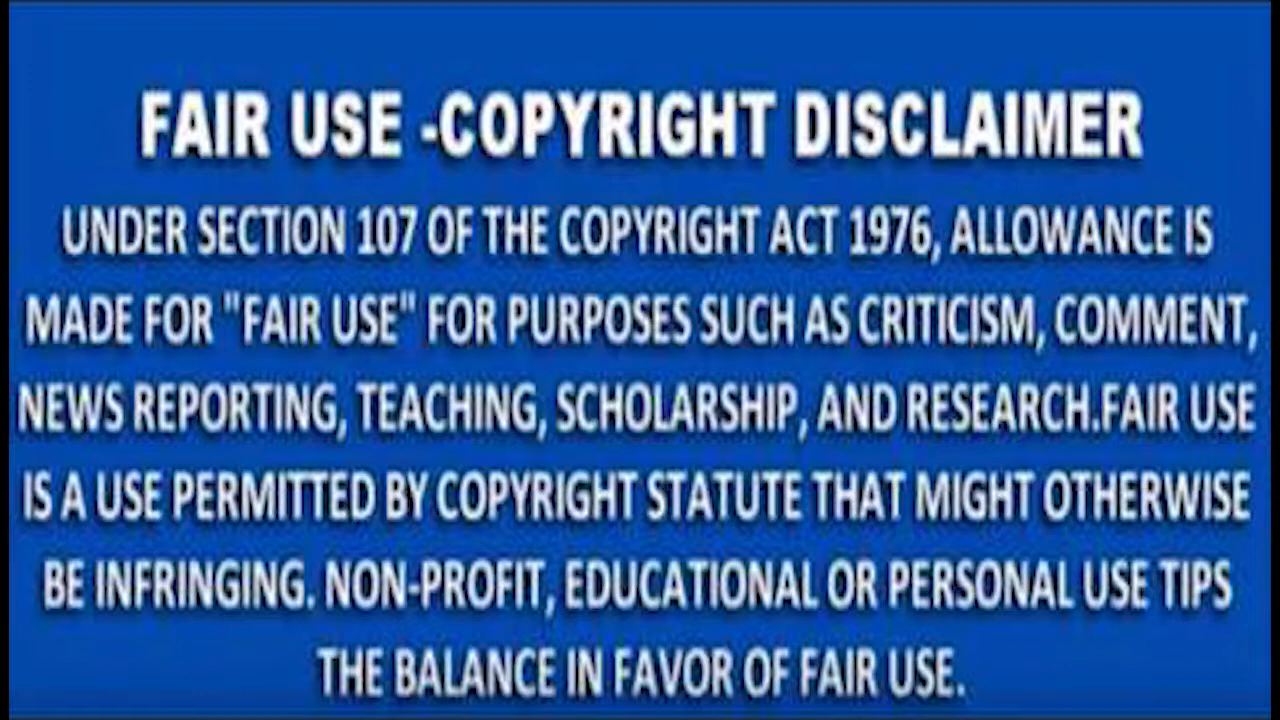 FAIR USE -COPYRIGHT DISCLAIMER
UNDER SECTION 107 OF THE COPYRIGHT ACT 1976, ALLOWANCE IS
MADE FOR "FAIR USE" FOR PURPOSES SUCH AS CRITICISM, COMMENT,
NEWS REPORTING, TEACHING, SCHOLARSHIP, AND RESEARCH.FAIR USE
IS A USE PERMITTED BY COPYRIGHT STATUTE THAT MIGHT OTHERWISE
BE INFRINGING. NON-PROFIT, EDUCATIONAL OR PERSONAL USE TIPS
THE BALANCE IN FAVOR OF FAIR USE.